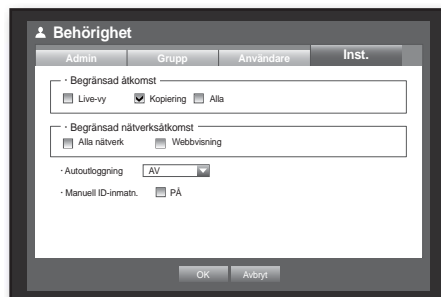 Behörighet
Admin Grupp Användare Inst.
· Begränsad åtkomst
Live-vy Kopiering Alla
· Begränsad nätverksåtkomst
Alla nätverk Webbvisning
· Autoutloggning AV
· Manuell ID-inmatn. PÅ
OK Avbryt